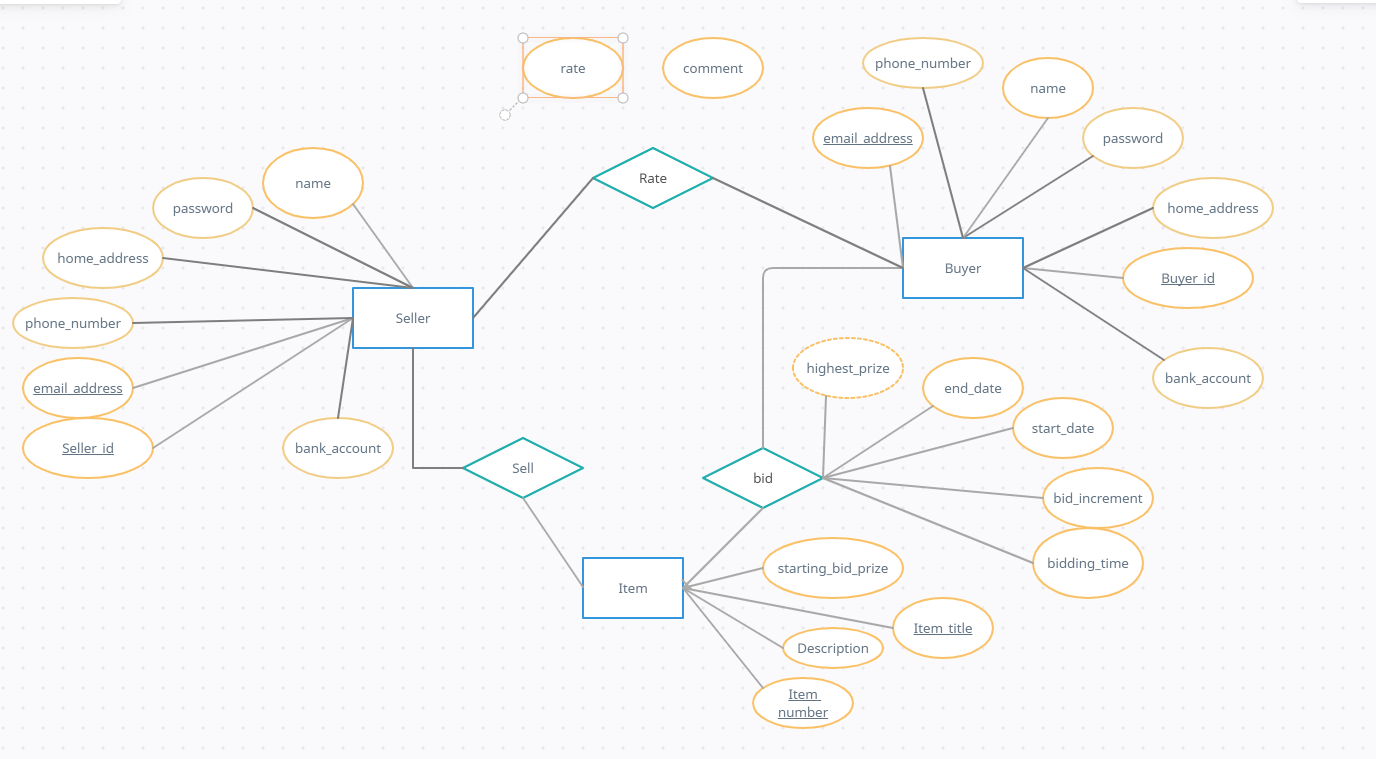 rate
comment
phone_number
name
email_address
password
Rate
name
password
home_address
home_address
Buyer
Buyer_id
phone_number
Seller
highest_prize
end_date
bank_account
email_address
start_date
Seller_id
bank_account
Sell
bid
bid_increment
starting_bid_prize
bidding_time
Item
Item_title
Description
Item
number